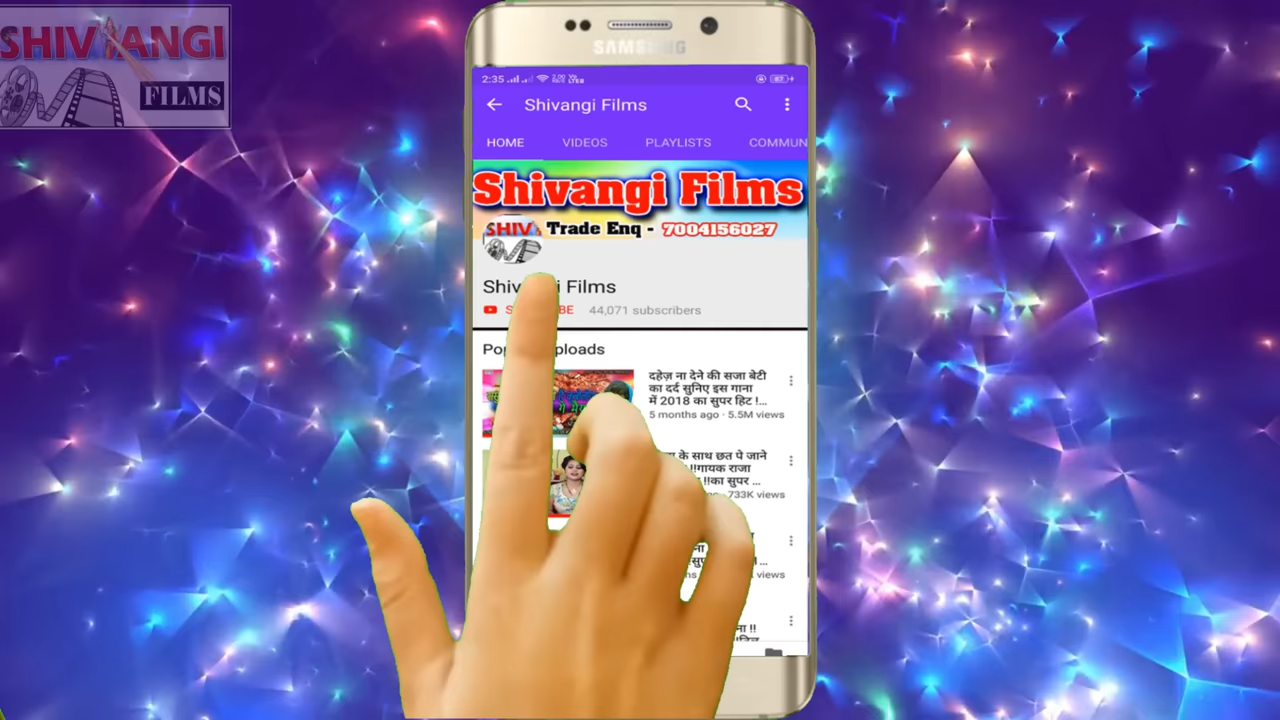 SHIVANGI
FILMS
SAMSUNG
2:35
Shivangi Films
HOME VIDEOS PLAYLISTS COMMUN
Shivangi Films
SHIV
Trade Enq - 7004156027
Films
44,071 subscribers
दहेज़ ना देने की सजा बेटी
का दर्द सुनिए इस गाना
में 2018 का सुपर हिट !...
5 months ago · 5.5M views
के साथ छत पे जाने
!!गायक राजा
!!का सुपर ...
733K views
views